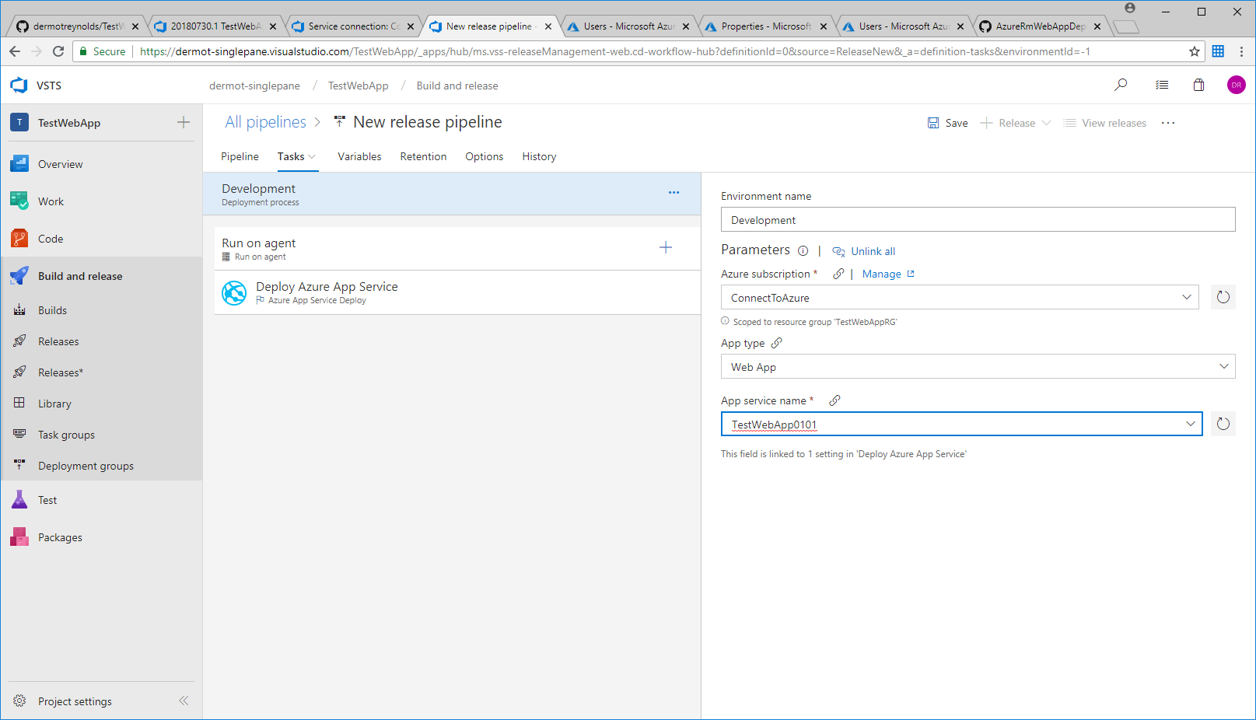 dermotreynolds/TestW
20180730.1 TestWebA
Service connection: Co
New release pipeline -
Users - Microsoft Azur
Properties - Microsoft
Users - Microsoft Azur
AzureRmWebAppDep
Secure
https://dermot-singlepane.visualstudio.com/TestWebApp/_apps/hub/ms.vss-releaseManagement-web.cd-workflow-hub?definitionId=0&source=ReleaseNew&_a=definition-tasks&environmentId=-1
VSTS
dermot-singlepane / TestWebApp / Build and release
DR
T TestWebApp
Overview
Work
Code
Build and release
Builds
Releases
Releases*
Library
Task groups
Deployment groups
Test
Packages
Project settings
All pipelines > New release pipeline
Save
Release
View releases
Pipeline
Tasks
Variables
Retention
Options
History
Development
Deployment process
Run on agent
Run on agent
Deploy Azure App Service
Azure App Service Deploy
Environment name
Development
Parameters | Unlink all
Azure subscription * | Manage
ConnectToAzure
Scoped to resource group 'TestWebAppRG'
App type
Web App
App service name *
TestWebApp0101
This field is linked to 1 setting in 'Deploy Azure App Service'